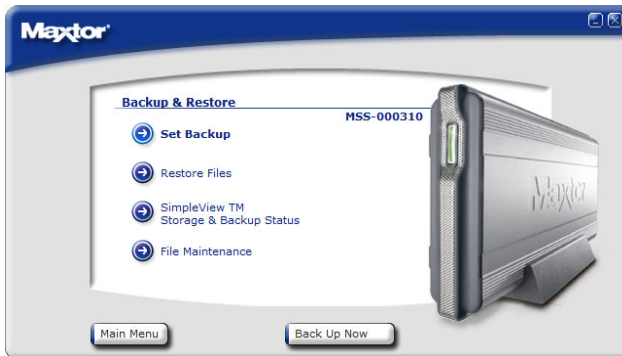 Maxtor
Backup & Restore
MSS-000310
Set Backup
Restore Files
SimpleView TM
Storage & Backup Status
File Maintenance
Maxtor
Main Menu
Back Up Now